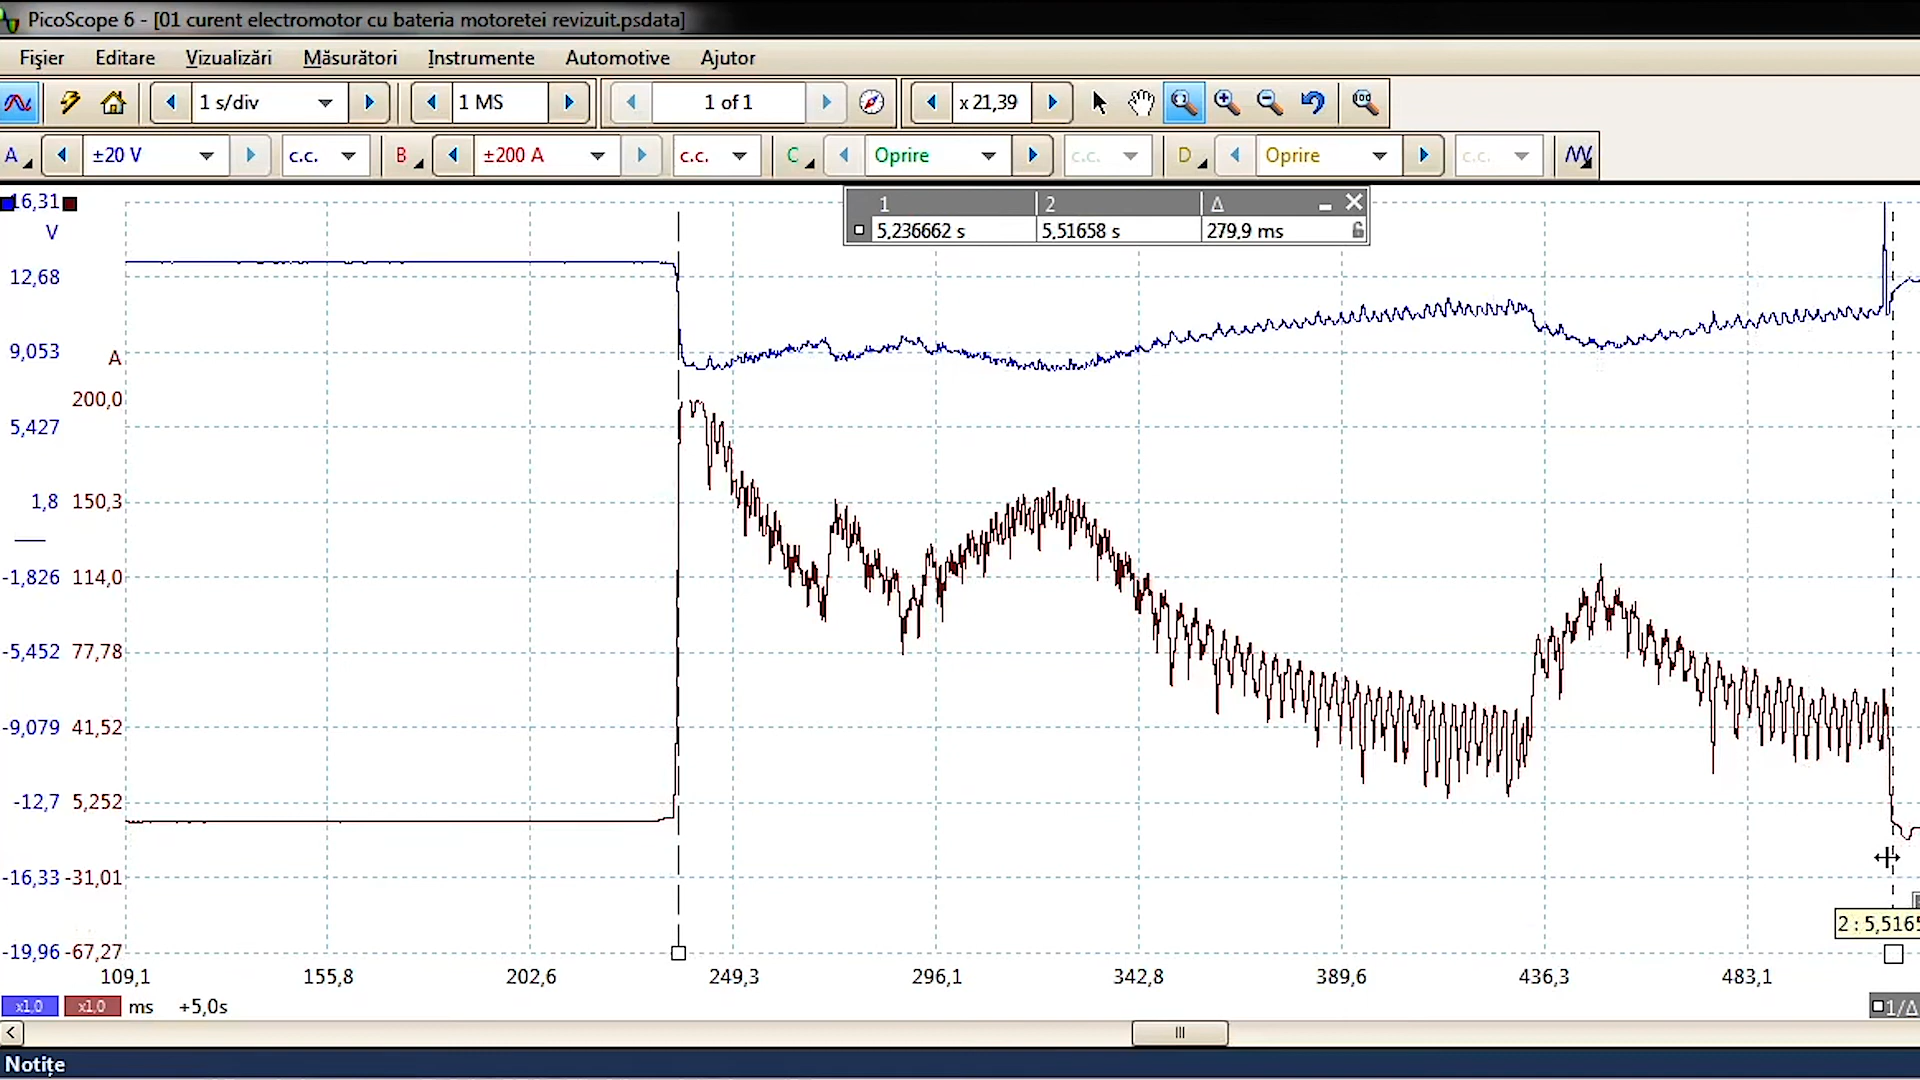 PicoScope 6 - [01 curent electromotor cu bateria motoretei revizuit.psdata]
Fişier Editare Vizualizări Măsurători Instrumente Automotive Ajutor
1 s/div 1 MS 1 of 1 x 21,39
A ±20 V c.c. B ±200 A c.c. C Oprire c.c. D Oprire c.c.
1 2 Δ
5,236662 s 5,51658 s 279,9 ms
16,31
V
12,68
9,053 A
200,0
5,427
1,8 150,3
-1,826 114,0
-5,452 77,78
-9,079 41,52
-12,7 5,252
-16,33 -31,01
2 : 5,5165
-19,96 -67,27
109,1 155,8 202,6 249,3 296,1 342,8 389,6 436,3 483,1
x1,0 x1,0 ms +5,0s 1/Δ
Notiţe